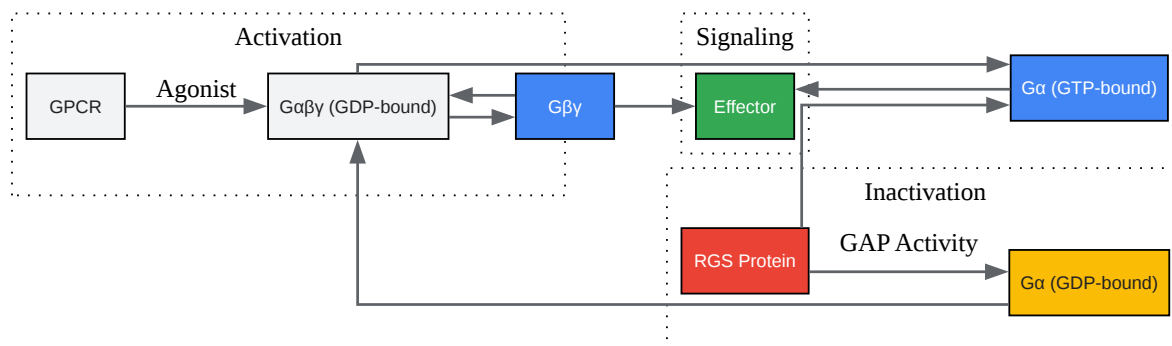 Activation
Signaling
GPCR
Agonist
Gαβγ (GDP-bound)
Gβγ
Effector
Gα (GTP-bound)
Inactivation
RGS Protein
GAP Activity
Gα (GDP-bound)